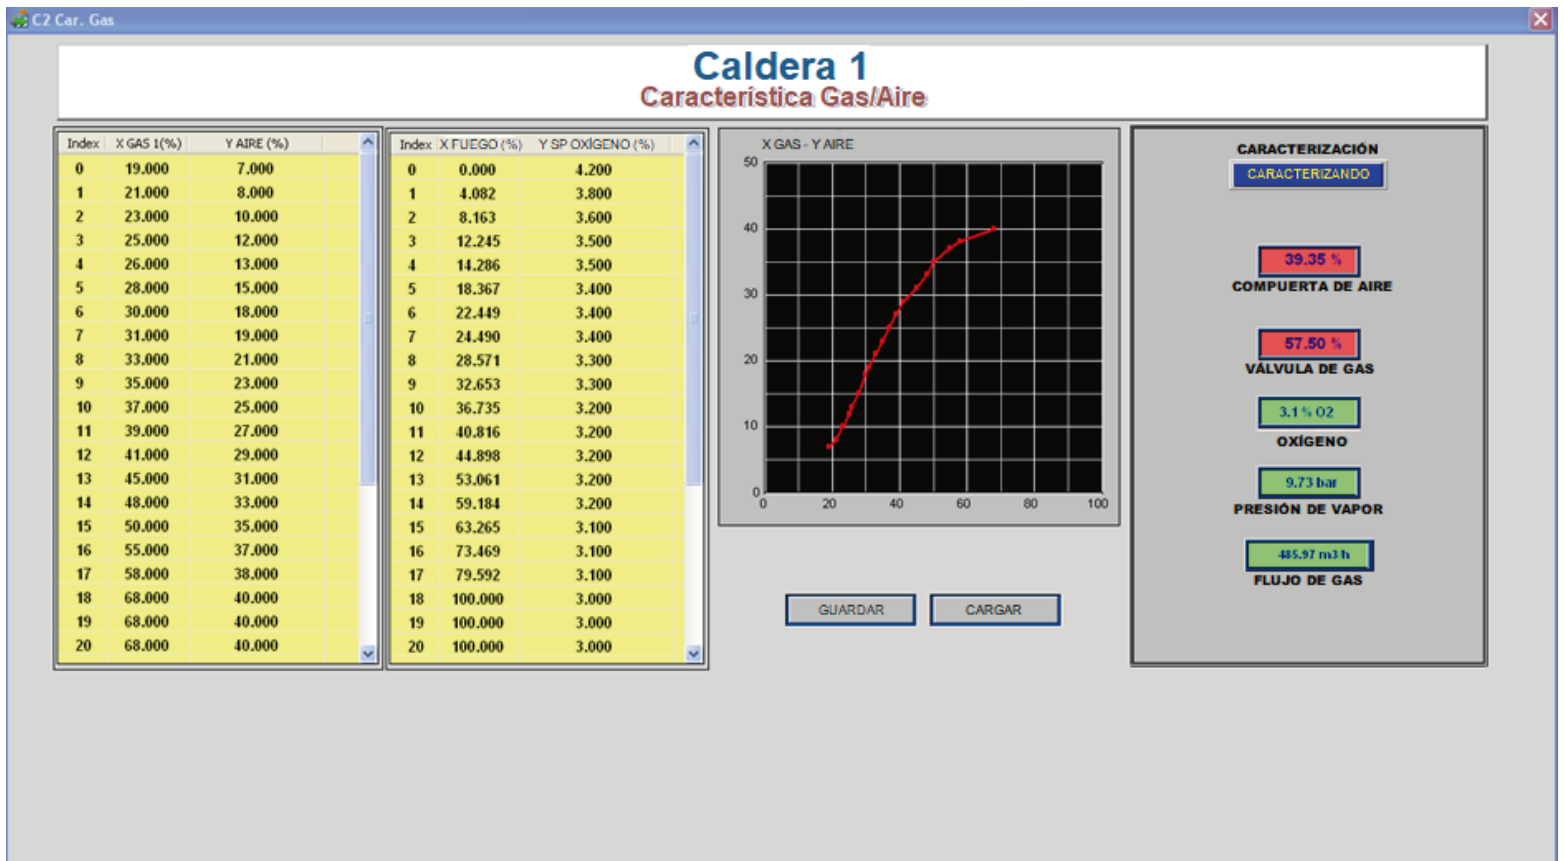 C2 Car. Gas
Caldera 1
Característica Gas/Aire
Index X GAS 1(%) Y AIRE (%)
0 19.000 7.000
1 21.000 8.000
2 23.000 10.000
3 25.000 12.000
4 26.000 13.000
5 28.000 15.000
6 30.000 18.000
7 31.000 19.000
8 33.000 21.000
9 35.000 23.000
10 37.000 25.000
11 39.000 27.000
12 41.000 29.000
13 45.000 31.000
14 48.000 33.000
15 50.000 35.000
16 55.000 37.000
17 58.000 38.000
18 68.000 40.000
19 68.000 40.000
20 68.000 40.000
Index X FUEGO (%) Y SP OXÍGENO (%)
0 0.000 4.200
1 4.082 3.800
2 8.163 3.600
3 12.245 3.500
4 14.286 3.500
5 18.367 3.400
6 22.449 3.400
7 24.490 3.400
8 28.571 3.300
9 32.653 3.300
10 36.735 3.200
11 40.816 3.200
12 44.898 3.200
13 53.061 3.200
14 59.184 3.200
15 63.265 3.100
16 73.469 3.100
17 79.592 3.100
18 100.000 3.000
19 100.000 3.000
20 100.000 3.000
X GAS - Y AIRE
50
40
30
20
10
0
0 20 40 60 80 100
GUARDAR CARGAR
CARACTERIZACIÓN
CARACTERIZANDO
39.35 %
COMPUERTA DE AIRE
57.50 %
VÁLVULA DE GAS
3.1 % O2
OXÍGENO
9.73 bar
PRESIÓN DE VAPOR
485.97 m3 h
FLUJO DE GAS